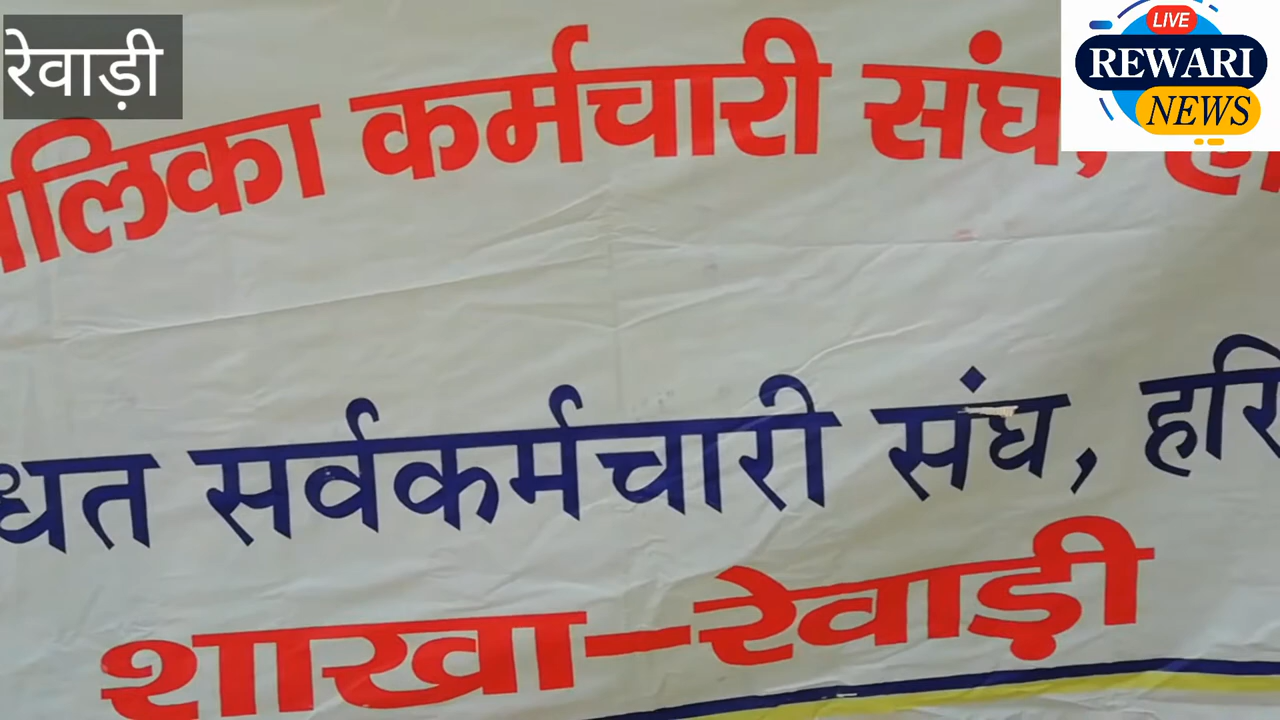 रेवाड़ी
LIVE
REWARI
NEWS
कर्मचारी संघ,
सर्वकर्मचारी संघ,
शाखा-रेवाड़ी